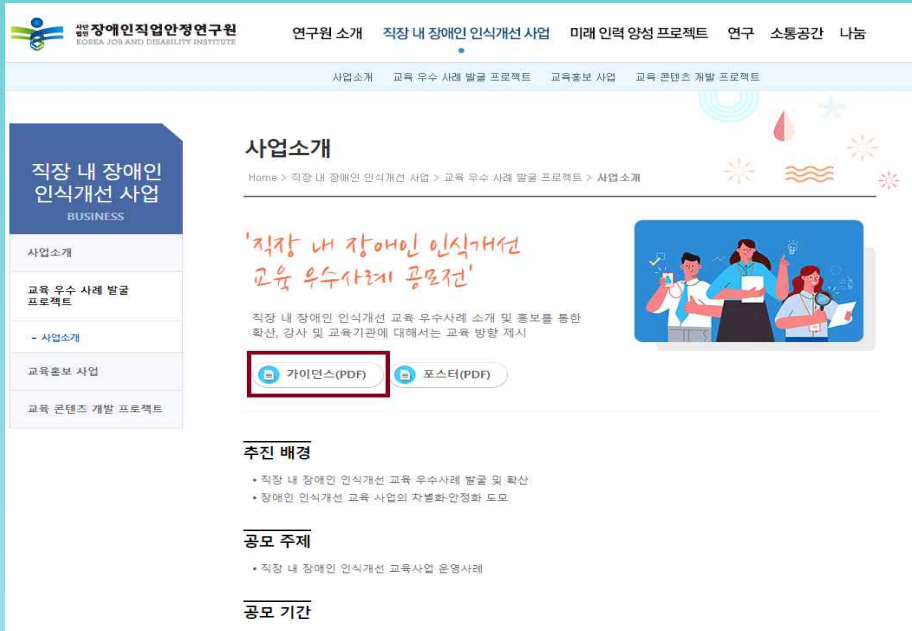 사단법인 장애인직업안정연구원
KOREA JOB AND DISABILITY INSTITUTE
연구원 소개 직장 내 장애인 인식개선 사업 미래 인력 양성 프로젝트 연구 소통공간 나눔
사업소개 교육 우수 사례 발굴 프로젝트 교육홍보 사업 교육 콘텐츠 개발 프로젝트
직장 내 장애인
인식개선 사업
BUSINESS
사업소개
교육 우수 사례 발굴
프로젝트
- 사업소개
교육홍보 사업
교육 콘텐츠 개발 프로젝트
사업소개
Home > 직장 내 장애인 인식개선 사업 > 교육 우수 사례 발굴 프로젝트 > 사업소개
'직장 내 장애인 인식개선
교육 우수사례 공모전'
직장 내 장애인 인식개선 교육 우수사례 소개 및 홍보를 통한
확산, 강사 및 교육기관에 대해서는 교육 방향 제시
가이던스(PDF) 포스터(PDF)
추진 배경
• 직장 내 장애인 인식개선 교육 우수사례 발굴 및 확산
• 장애인 인식개선 교육 사업의 차별화·안정화 도모
공모 주제
• 직장 내 장애인 인식개선 교육사업 운영사례
공모 기간